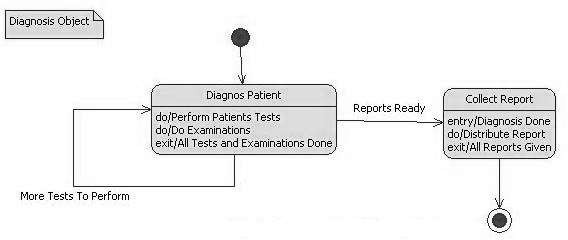 Diagnosis Object
Diagnos Patient
do/Perform Patients Tests
do/Do Examinations
exit/All Tests and Examinations Done
Reports Ready
Collect Report
entry/Diagnosis Done
do/Distribute Report
exit/All Reports Given
More Tests To Perform